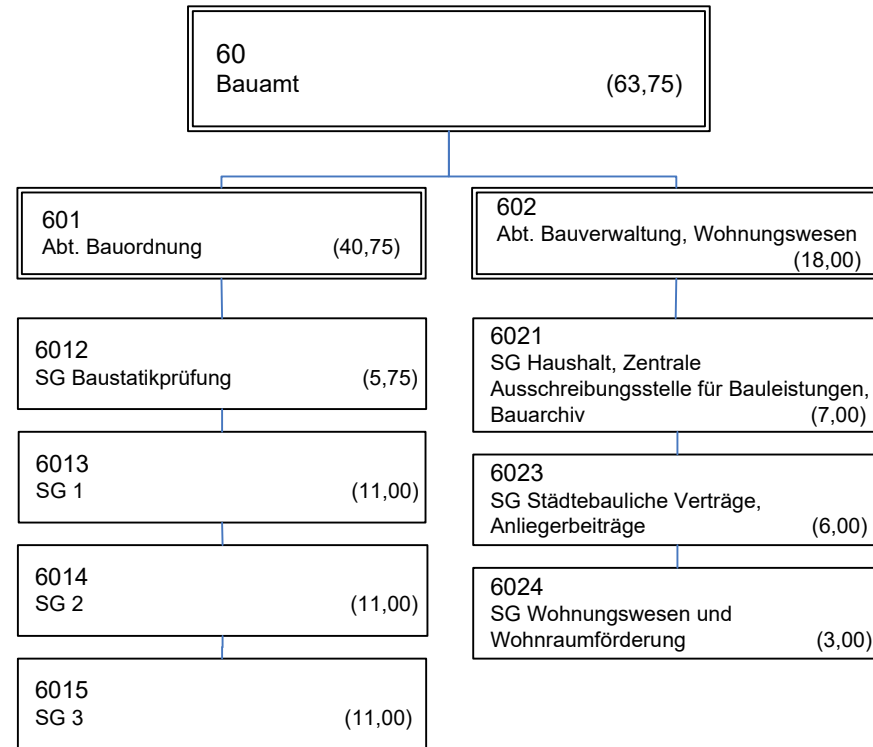 60
Bauamt (63,75)
601
Abt. Bauordnung (40,75)
6012
SG Baustatikprüfung (5,75)
6013
SG 1 (11,00)
6014
SG 2 (11,00)
6015
SG 3 (11,00)
602
Abt. Bauverwaltung, Wohnungswesen
(18,00)
6021
SG Haushalt, Zentrale
Ausschreibungsstelle für Bauleistungen,
Bauarchiv (7,00)
6023
SG Städtebauliche Verträge,
Anliegerbeiträge (6,00)
6024
SG Wohnungswesen und
Wohnraumförderung (3,00)